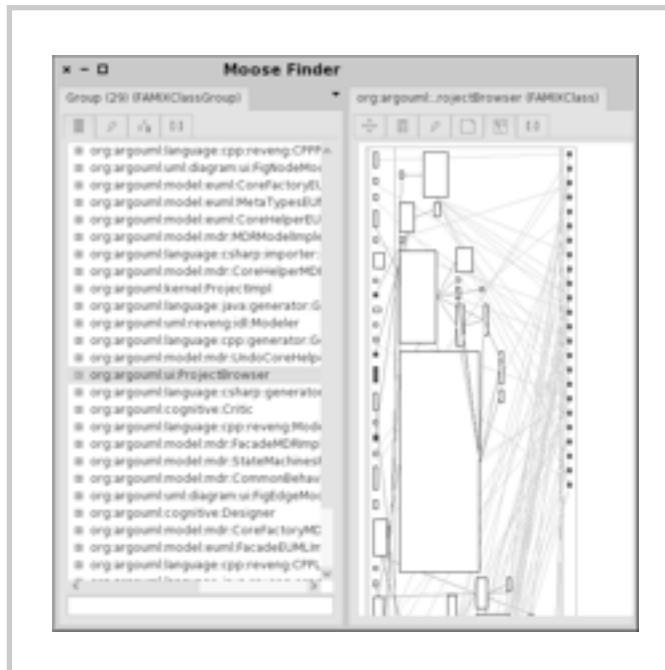 Moose Finder
Group (29) (FAMIXClassGroup)
org:argouml:..rojectBrowser (FAMIXClass)
org:argouml:language:cpp:reveng:CPPP
org:argouml:uml:diagram:ui:FigNodeMo
org:argouml:model:euml:CoreFactoryEU
org:argouml:model:euml:MetaTypesEUM
org:argouml:model:euml:CoreHelperEU
org:argouml:model:mdr:MDRModelImple
org:argouml:language:csharp:importer:
org:argouml:model:mdr:CoreHelperMDR
org:argouml:kernel:ProjectImpl
org:argouml:language:java:generator:G
org:argouml:uml:reveng:idl:Modeler
org:argouml:language:cpp:generator:G
org:argouml:model:mdr:UndoCoreHelp
org:argouml:ui:ProjectBrowser
org:argouml:language:csharp:generator
org:argouml:cognitive:Critic
org:argouml:language:cpp:reveng:Mode
org:argouml:model:mdr:FacadeMDRImp
org:argouml:model:mdr:StateMachines
org:argouml:model:mdr:CommonBehav
org:argouml:uml:diagram:ui:FigEdgeMo
org:argouml:cognitive:Designer
org:argouml:model:mdr:CoreFactoryMD
org:argouml:model:euml:FacadeEUMLIm
org:argouml:language:cpp:reveng:CPPL